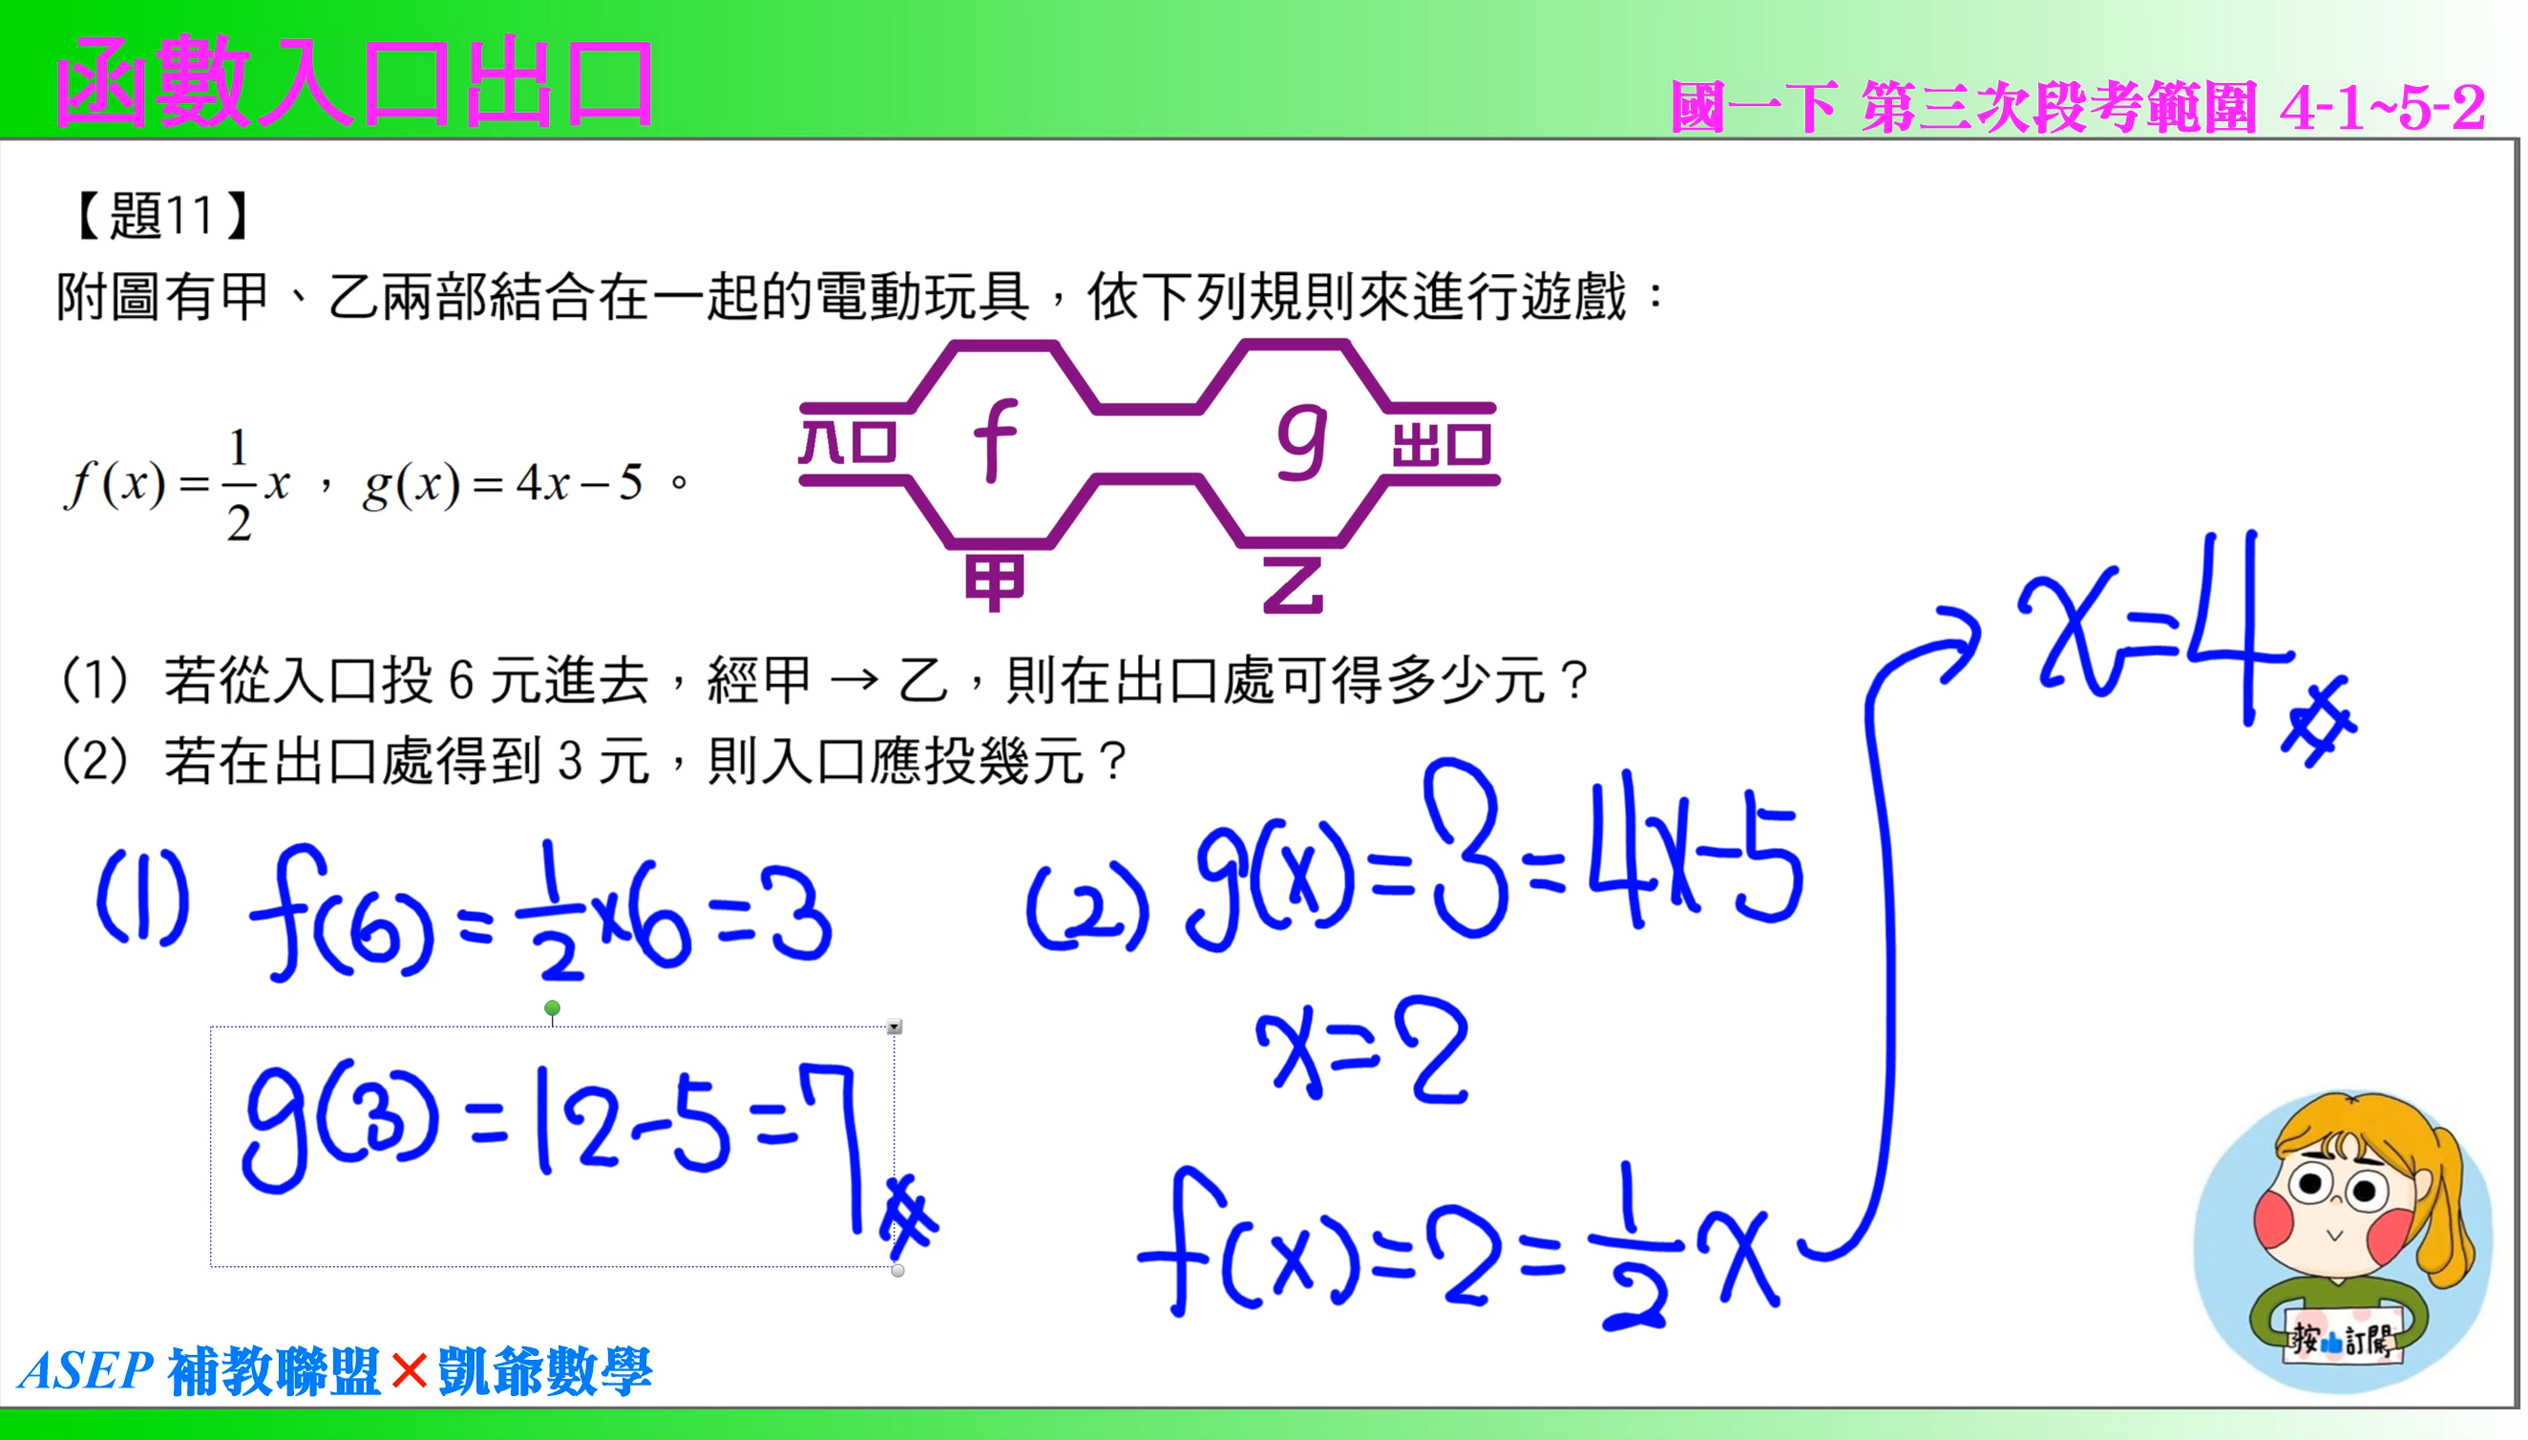 函數入口出口
國一下 第三次段考範圍 4-1~5-2
【題11】
附圖有甲、乙兩部結合在一起的電動玩具，依下列規則來進行遊戲：
f(x)=1/2x，g(x)=4x−5。
入口 f g 出口
甲 乙
(1) 若從入口投 6 元進去，經甲 → 乙，則在出口處可得多少元？
(2) 若在出口處得到 3 元，則入口應投幾元？
(1) f(6)=1/2×6=3
g(3)=12-5=7#
(2) g(x)=3=4x-5
x=2
f(x)=2=1/2x
x=4#
按 訂閱
ASEP 補教聯盟×凱爺數學